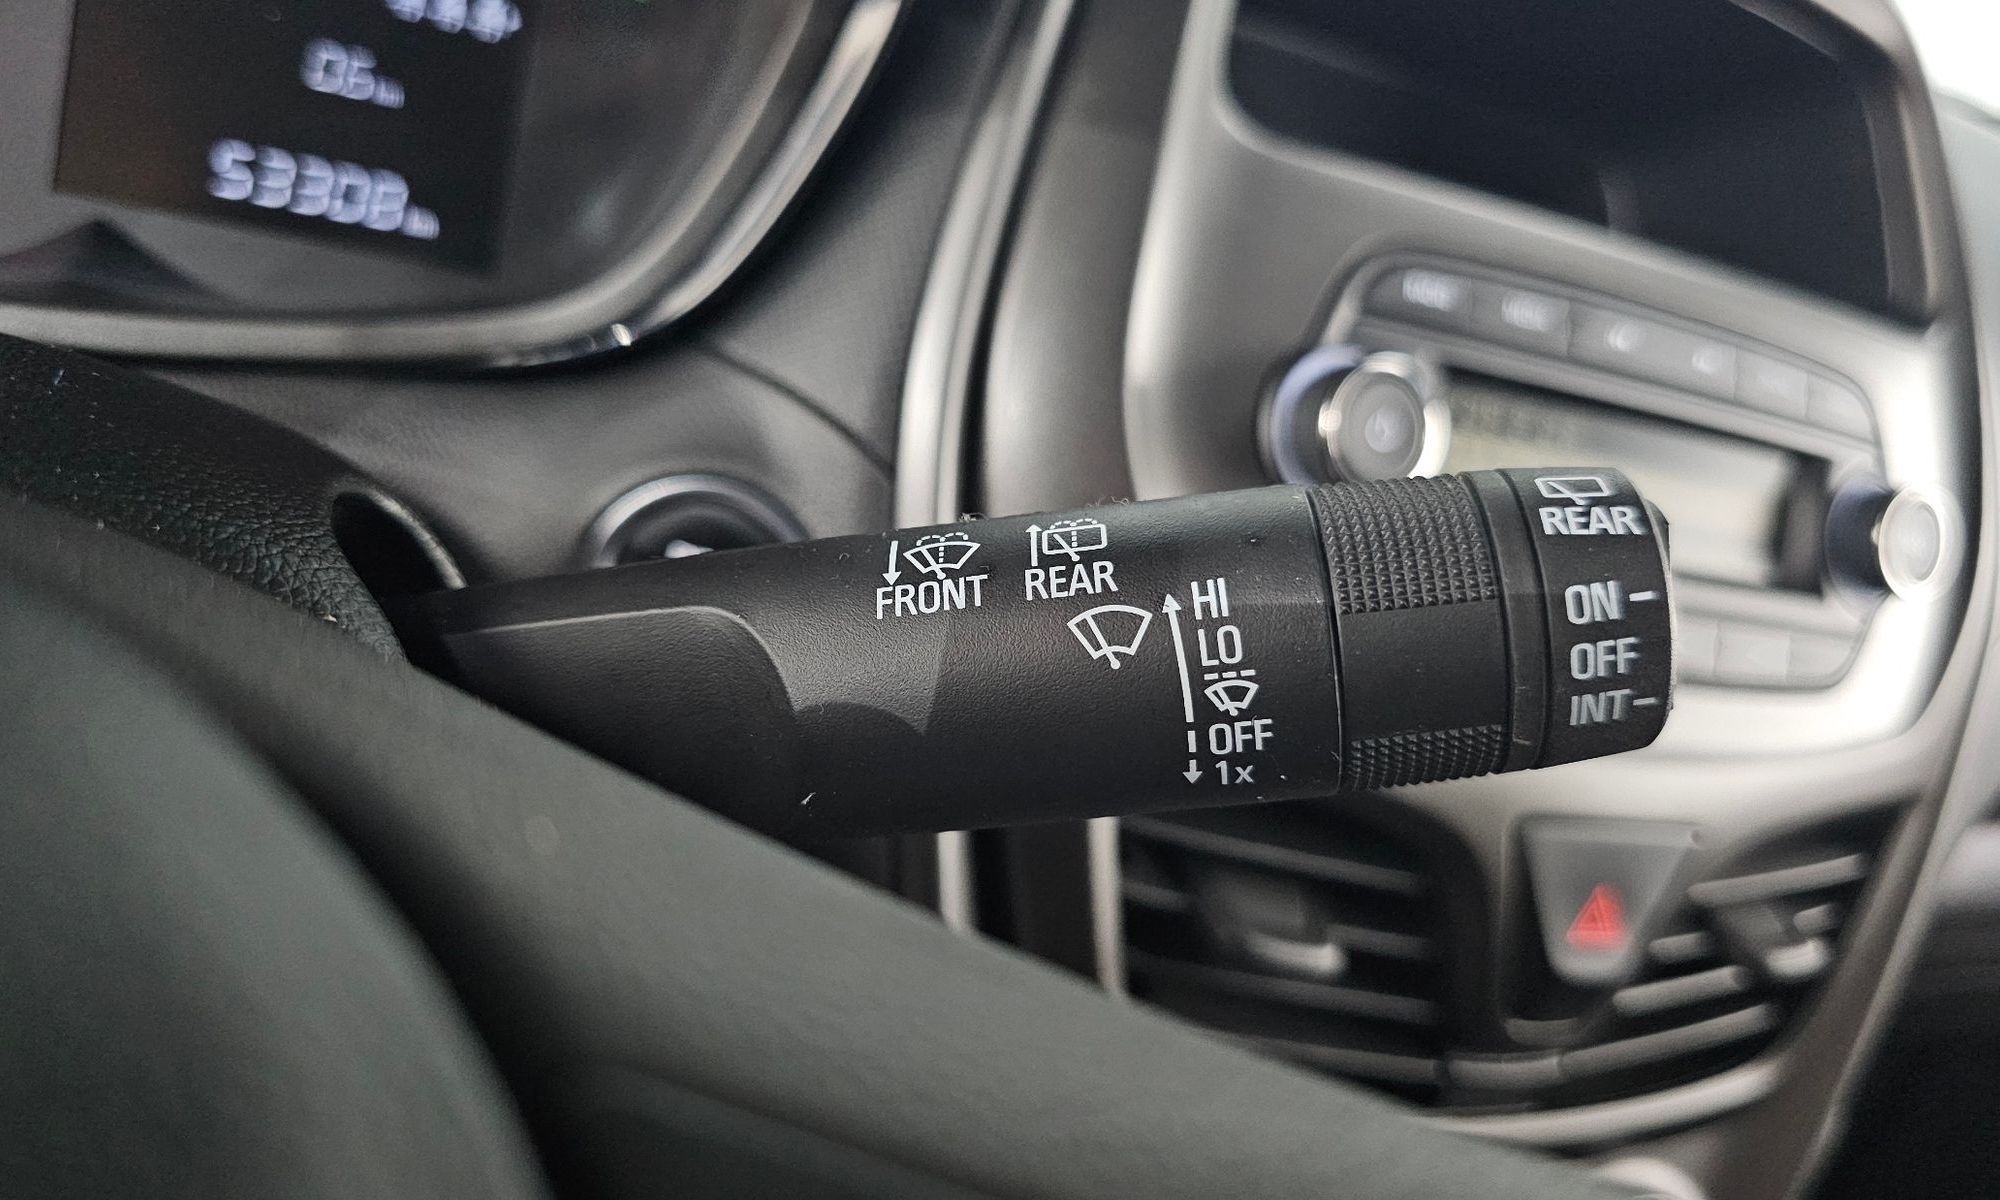 53308
FRONT
REAR
HI
LO
OFF
1x
REAR
ON
OFF
INT